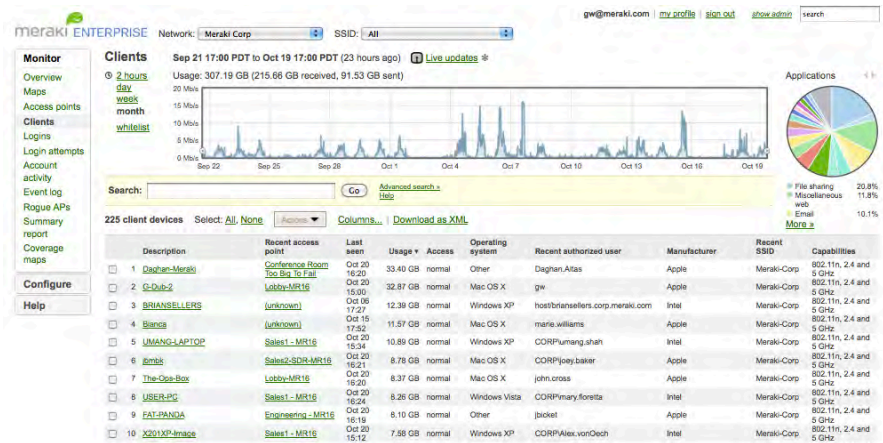 gw@meraki.com | my profile | sign out show admin search
meraki ENTERPRISE Network: Meraki Corp SSID: All
Monitor
Overview
Maps
Access points
Clients
Logins
Login attempts
Account
activity
Event log
Rogue APs
Summary
report
Coverage
maps
Configure
Help
Clients Sep 21 17:00 PDT to Oct 19 17:00 PDT (23 hours ago) Live updates
2 hours
day
week
month
whitelist
Usage: 307.19 GB (215.66 GB received, 91.53 GB sent)
20 Mb/s
15 Mb/s
10 Mb/s
5 Mb/s
0 Mb/s
Sep 22 Sep 25 Sep 28 Oct 1 Oct 4 Oct 7 Oct 10 Oct 13 Oct 16 Oct 19
Applications
File sharing 20.8%
Miscellaneous 11.8%
web
Email 10.1%
More »
Search: Go Advanced search »
Help
225 client devices Select: All, None Actions Columns... | Download as XML
Description Recent access point Last seen Usage Access Operating system Recent authorized user Manufacturer Recent SSID Capabilities
1 Daghan-Meraki Conference Room Too Big To Fail Oct 20 16:20 33.40 GB normal Other Daghan.Altas Apple Meraki-Corp 802.11n, 2.4 and 5 GHz
2 G-Dub-2 Lobby-MR16 Oct 20 15:00 32.87 GB normal Mac OS X gw Apple Meraki-Corp 802.11n, 2.4 and 5 GHz
3 BRIANSELLERS (unknown) Oct 06 17:27 12.39 GB normal Windows XP host/briansellers.corp.meraki.com Intel Meraki-Corp 802.11n, 2.4 and 5 GHz
4 Bianca (unknown) Oct 15 17:52 11.57 GB normal Mac OS X marie.williams Apple Meraki-Corp 802.11n, 2.4 and 5 GHz
5 UMANG-LAPTOP Sales1 - MR16 Oct 20 15:34 10.89 GB normal Windows XP CORP\umang.shah Intel Meraki-Corp 802.11n, 2.4 and 5 GHz
6 jbmbk Sales2-SDR-MR16 Oct 20 16:21 8.78 GB normal Mac OS X CORP\joey.baker Apple Meraki-Corp 802.11n, 2.4 and 5 GHz
7 The-Ops-Box Lobby-MR16 Oct 20 16:20 8.37 GB normal Mac OS X john.cross Apple Meraki-Corp 802.11n, 2.4 and 5 GHz
8 USER-PC Sales1 - MR16 Oct 20 16:24 8.26 GB normal Windows Vista CORP\mary.fioretta Intel Meraki-Corp 802.11n, 2.4 and 5 GHz
9 FAT-PANDA Engineering - MR16 Oct 20 16:19 8.10 GB normal Other jbicket Apple Meraki-Corp 802.11n, 2.4 and 5 GHz
10 X201XP-Image Sales1 - MR16 Oct 20 15:12 7.58 GB normal Windows XP CORP\Alex.vonOech Intel Meraki-Corp 802.11n, 2.4 and 5 GHz